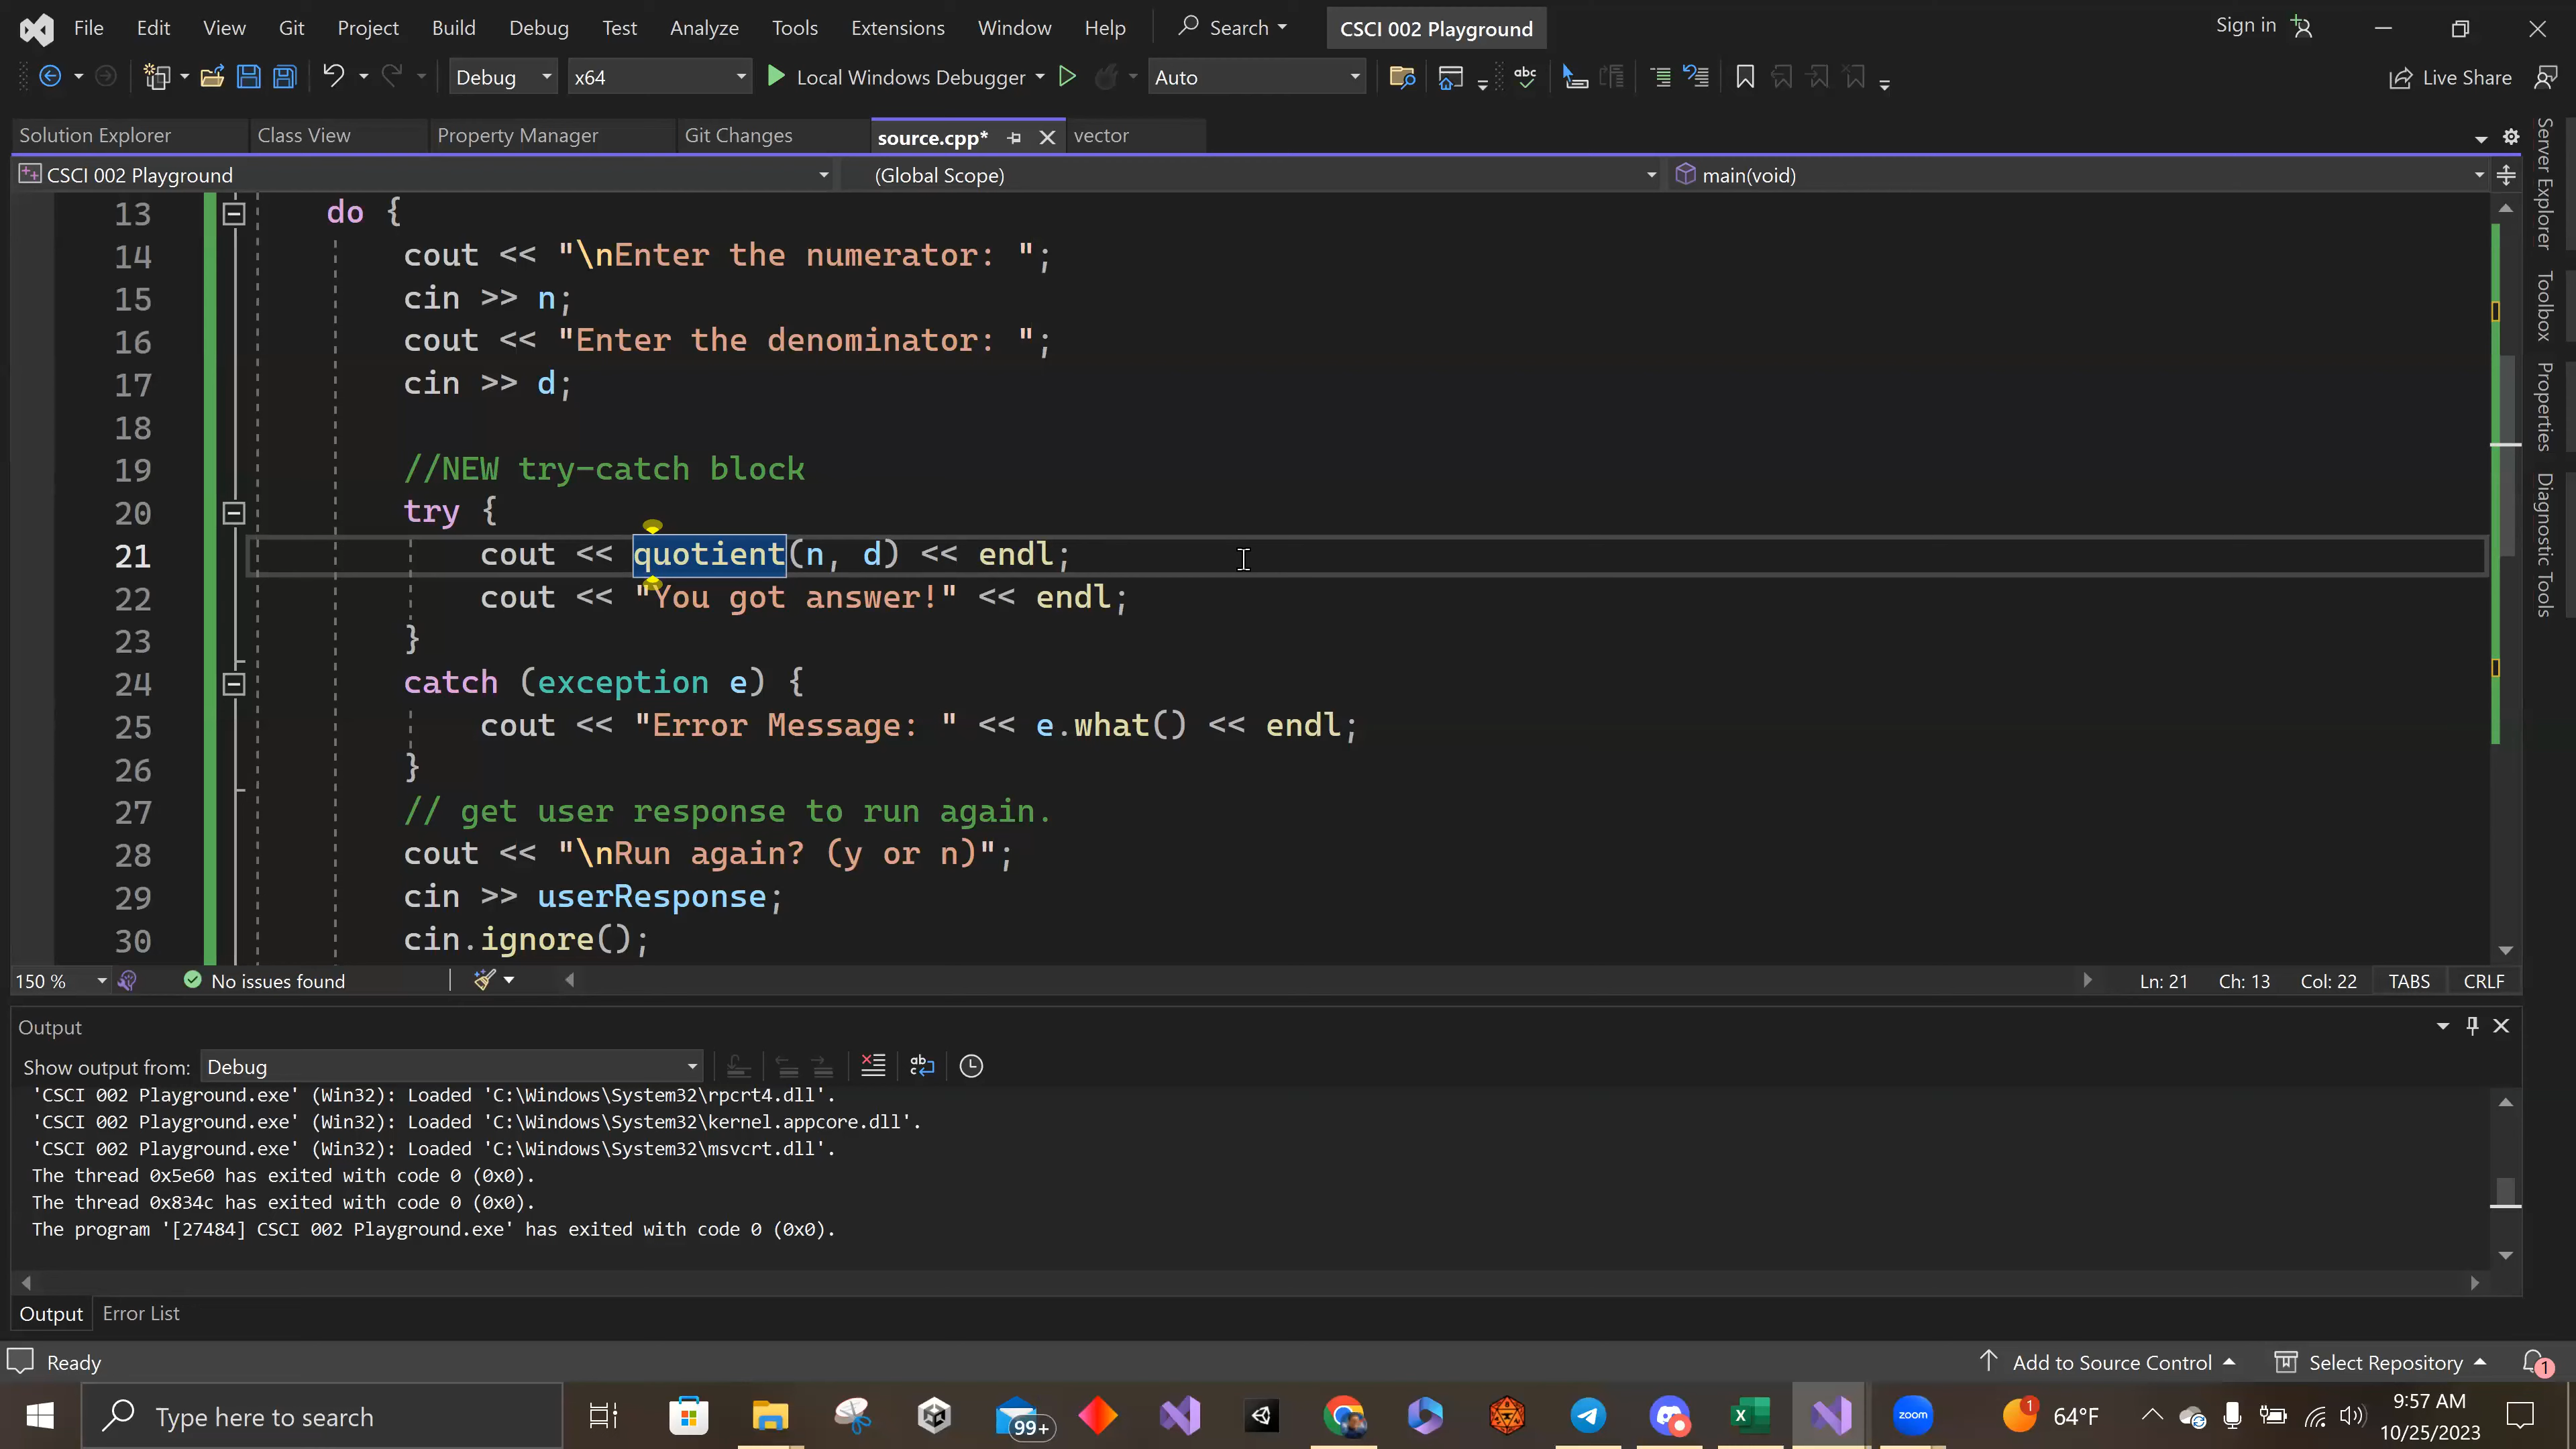 File Edit View Git Project Build Debug Test Analyze Tools Extensions Window Help Search CSCI 002 Playground Sign in
Debug x64 Local Windows Debugger Auto abc Live Share
Solution Explorer Class View Property Manager Git Changes source.cpp* vector
CSCI 002 Playground (Global Scope) main(void)
13 do {
14 cout << "\nEnter the numerator: ";
15 cin >> n;
16 cout << "Enter the denominator: ";
17 cin >> d;
18
19 //NEW try-catch block
20 try {
21 cout << quotient(n, d) << endl;
22 cout << "You got answer!" << endl;
23 }
24 catch (exception e) {
25 cout << "Error Message: " << e.what() << endl;
26 }
27 // get user response to run again.
28 cout << "\nRun again? (y or n)";
29 cin >> userResponse;
30 cin.ignore();
150 % No issues found Ln: 21 Ch: 13 Col: 22 TABS CRLF
Server Explorer
Toolbox
Properties
Diagnostic Tools
Output
Show output from: Debug
'CSCI 002 Playground.exe' (Win32): Loaded 'C:\Windows\System32\rpcrt4.dll'.
'CSCI 002 Playground.exe' (Win32): Loaded 'C:\Windows\System32\kernel.appcore.dll'.
'CSCI 002 Playground.exe' (Win32): Loaded 'C:\Windows\System32\msvcrt.dll'.
The thread 0x5e60 has exited with code 0 (0x0).
The thread 0x834c has exited with code 0 (0x0).
The program '[27484] CSCI 002 Playground.exe' has exited with code 0 (0x0).
Output Error List
Ready Add to Source Control Select Repository 1
Type here to search 99+ zoom 1 64°F 9:57 AM
10/25/2023